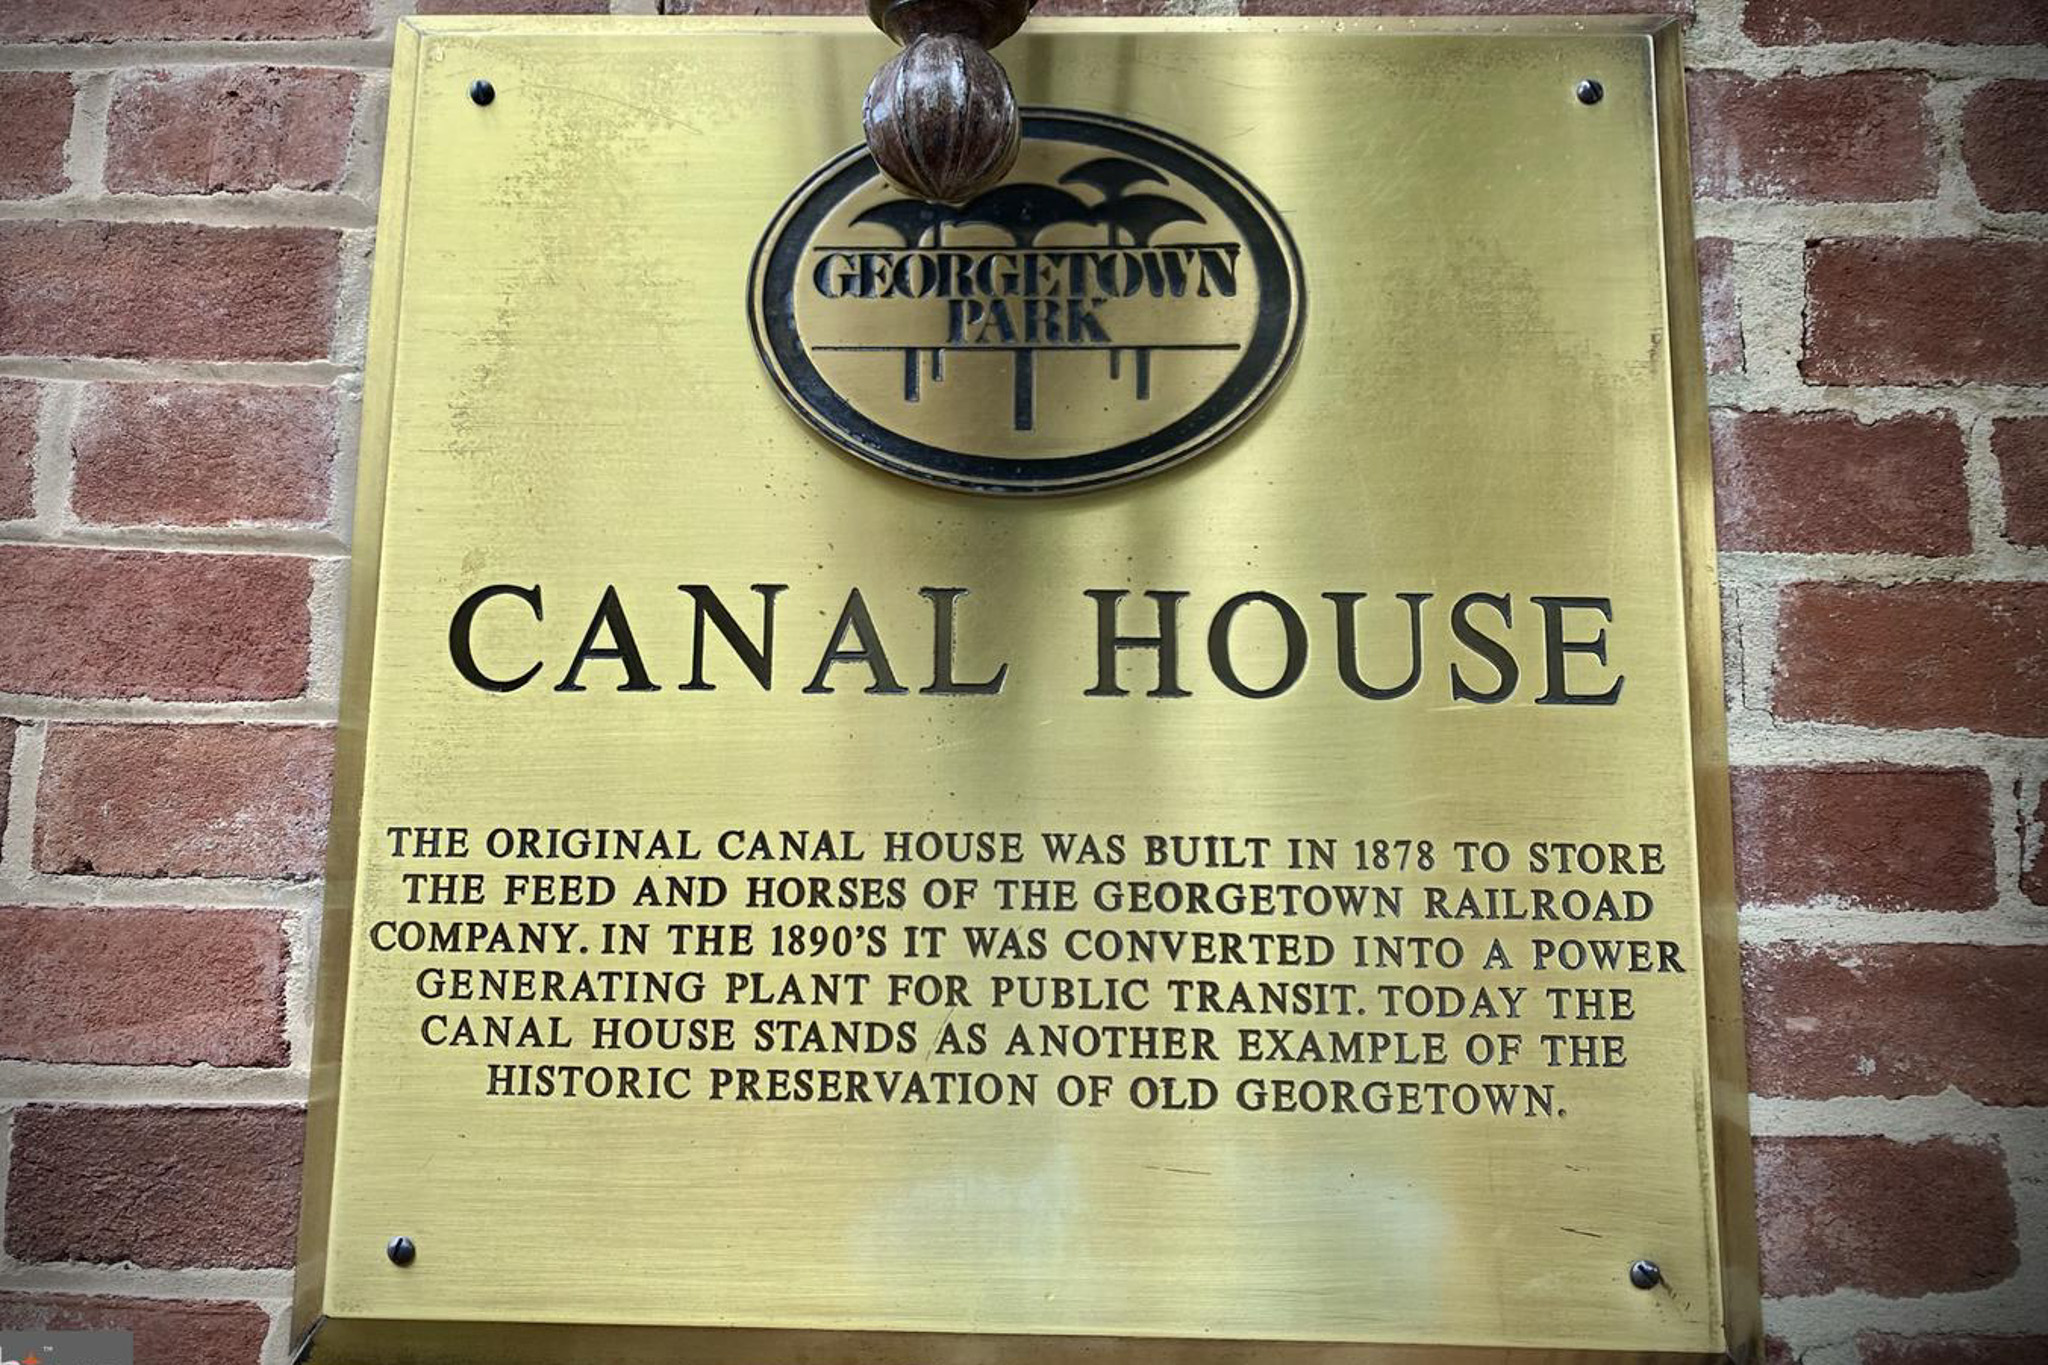 GEORGETOWN
PARK
CANAL HOUSE
THE ORIGINAL CANAL HOUSE WAS BUILT IN 1878 TO STORE
THE FEED AND HORSES OF THE GEORGETOWN RAILROAD
COMPANY. IN THE 1890'S IT WAS CONVERTED INTO A POWER
GENERATING PLANT FOR PUBLIC TRANSIT. TODAY THE
CANAL HOUSE STANDS AS ANOTHER EXAMPLE OF THE
HISTORIC PRESERVATION OF OLD GEORGETOWN.